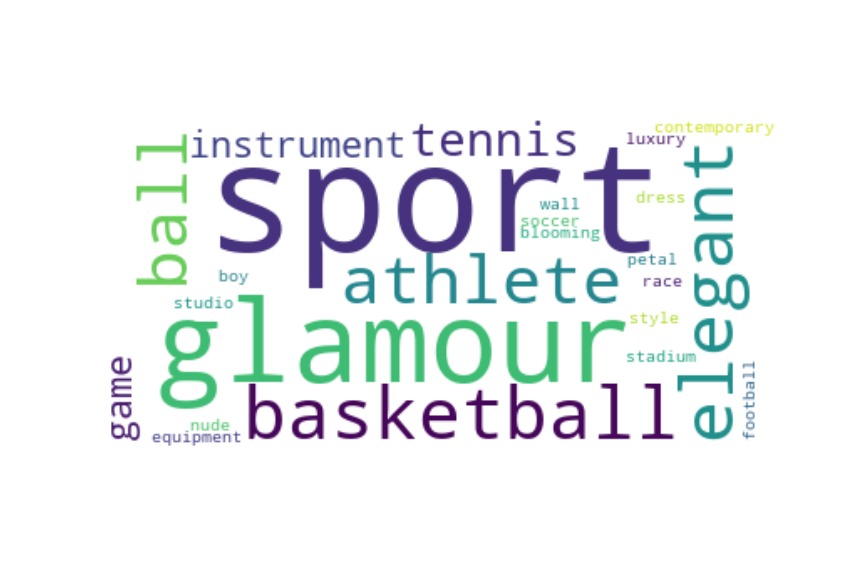 contemporary
instrument
tennis
luxury
ball
sport
elegant
dress
wall
soccer
blooming
athlete
petal
boy
race
studio
glamour
style
stadium
game
basketball
football
nude
equipment